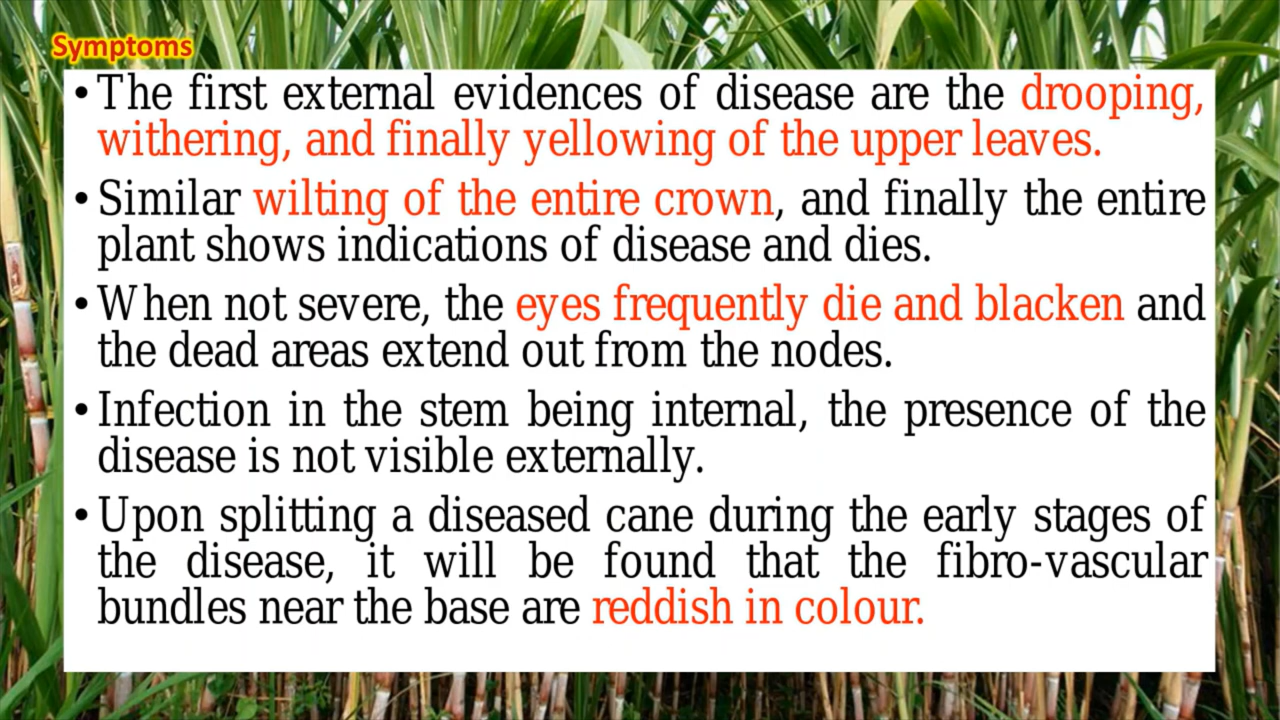 Symptoms
• The first external evidences of disease are the drooping,
withering, and finally yellowing of the upper leaves.
• Similar wilting of the entire crown, and finally the entire
plant shows indications of disease and dies.
• When not severe, the eyes frequently die and blacken and
the dead areas extend out from the nodes.
• Infection in the stem being internal, the presence of the
disease is not visible externally.
• Upon splitting a diseased cane during the early stages of
the disease, it will be found that the fibro-vascular
bundles near the base are reddish in colour.